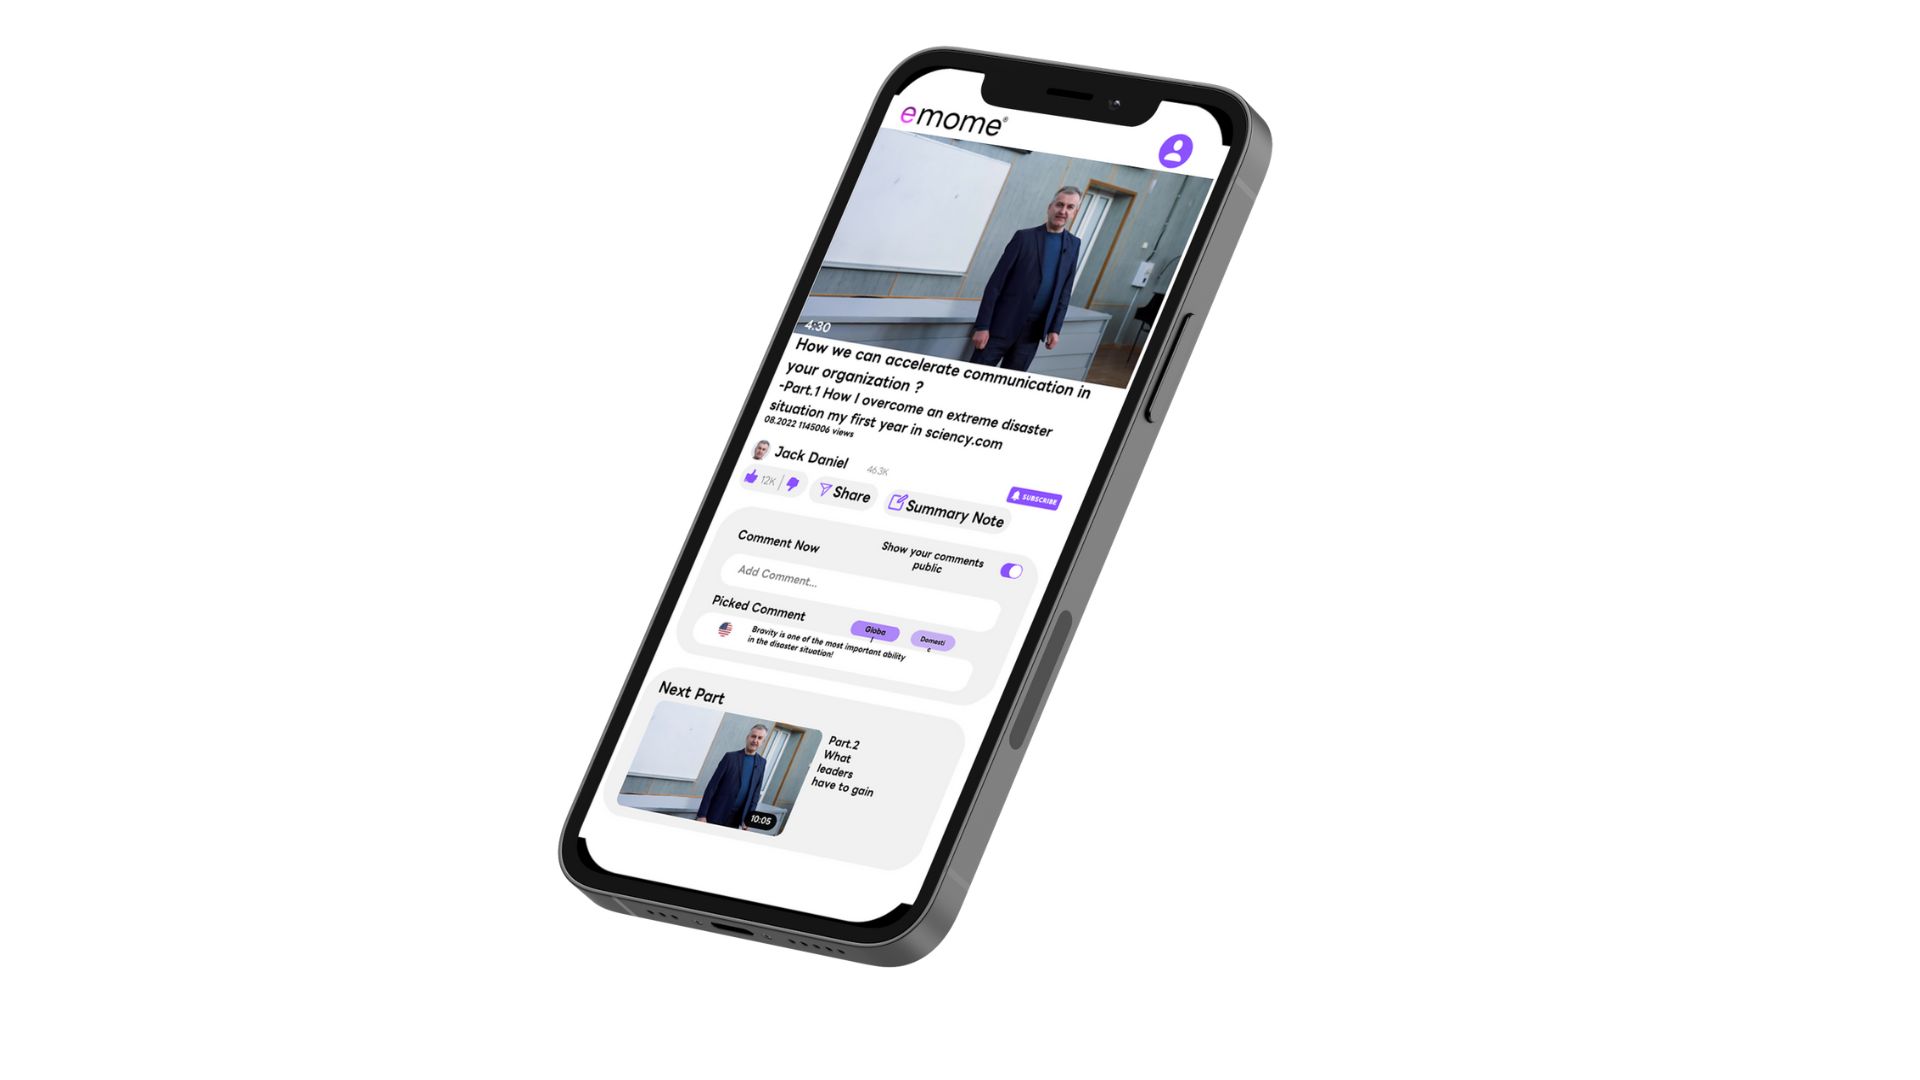 emome®
4:30
How we can accelerate communication in
your organization ?
-Part.1 How I overcome an extreme disaster
situation my first year in sciency.com
08.2022 1145006 views
Jack Daniel 463K
SUBSCRIBE
12K
Share
Summary Note
Comment Now
Show your comments
public
Add Comment...
Picked Comment
Globa
l
Domesti
c
Bravity is one of the most important ability
in the disaster situation!
Next Part
Part.2
What
leaders
have to gain
10:05